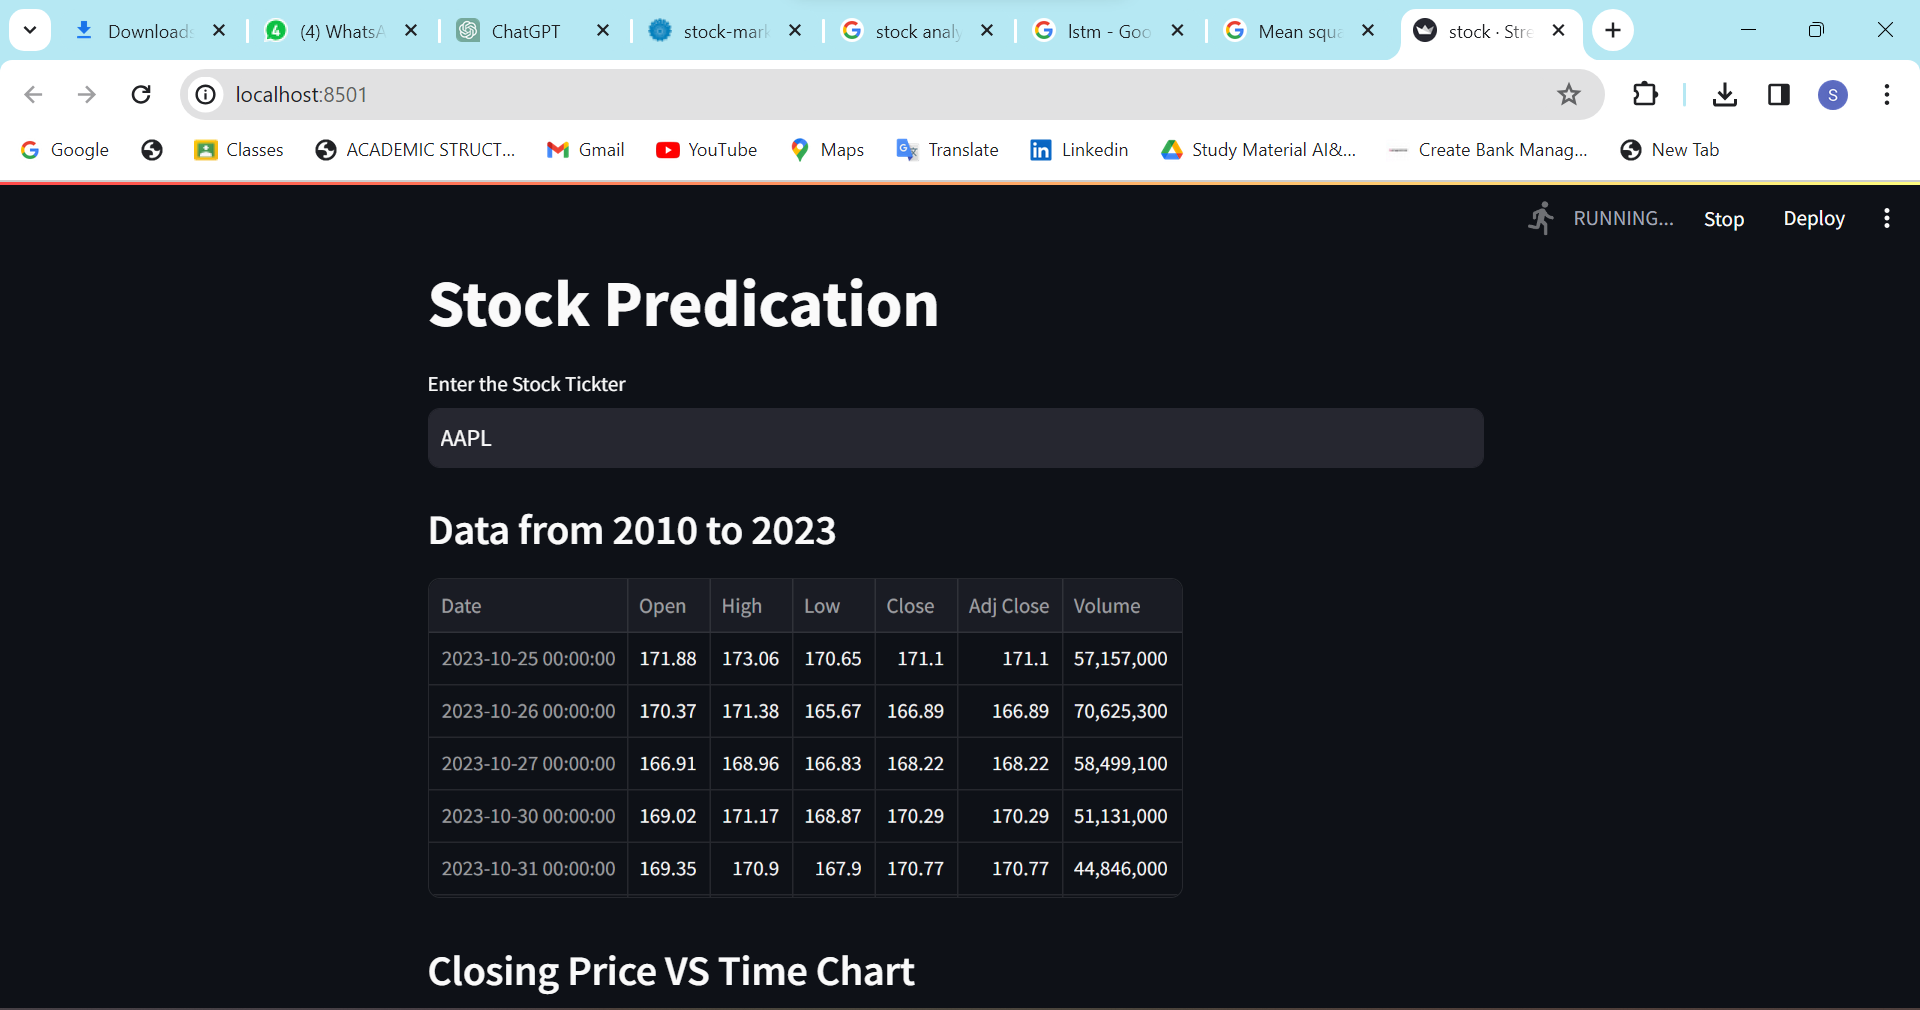 Downloads (4) WhatsA ChatGPT stock-mark stock analy lstm - Goo Mean squa stock · Stre
localhost:8501 S
Google Classes ACADEMIC STRUCT... Gmail YouTube Maps Translate Linkedin Study Material AI&... Create Bank Manag... New Tab
RUNNING... Stop Deploy
Stock Predication
Enter the Stock Tickter
AAPL
Data from 2010 to 2023
Date Open High Low Close Adj Close Volume
2023-10-25 00:00:00 171.88 173.06 170.65 171.1 171.1 57,157,000
2023-10-26 00:00:00 170.37 171.38 165.67 166.89 166.89 70,625,300
2023-10-27 00:00:00 166.91 168.96 166.83 168.22 168.22 58,499,100
2023-10-30 00:00:00 169.02 171.17 168.87 170.29 170.29 51,131,000
2023-10-31 00:00:00 169.35 170.9 167.9 170.77 170.77 44,846,000
Closing Price VS Time Chart